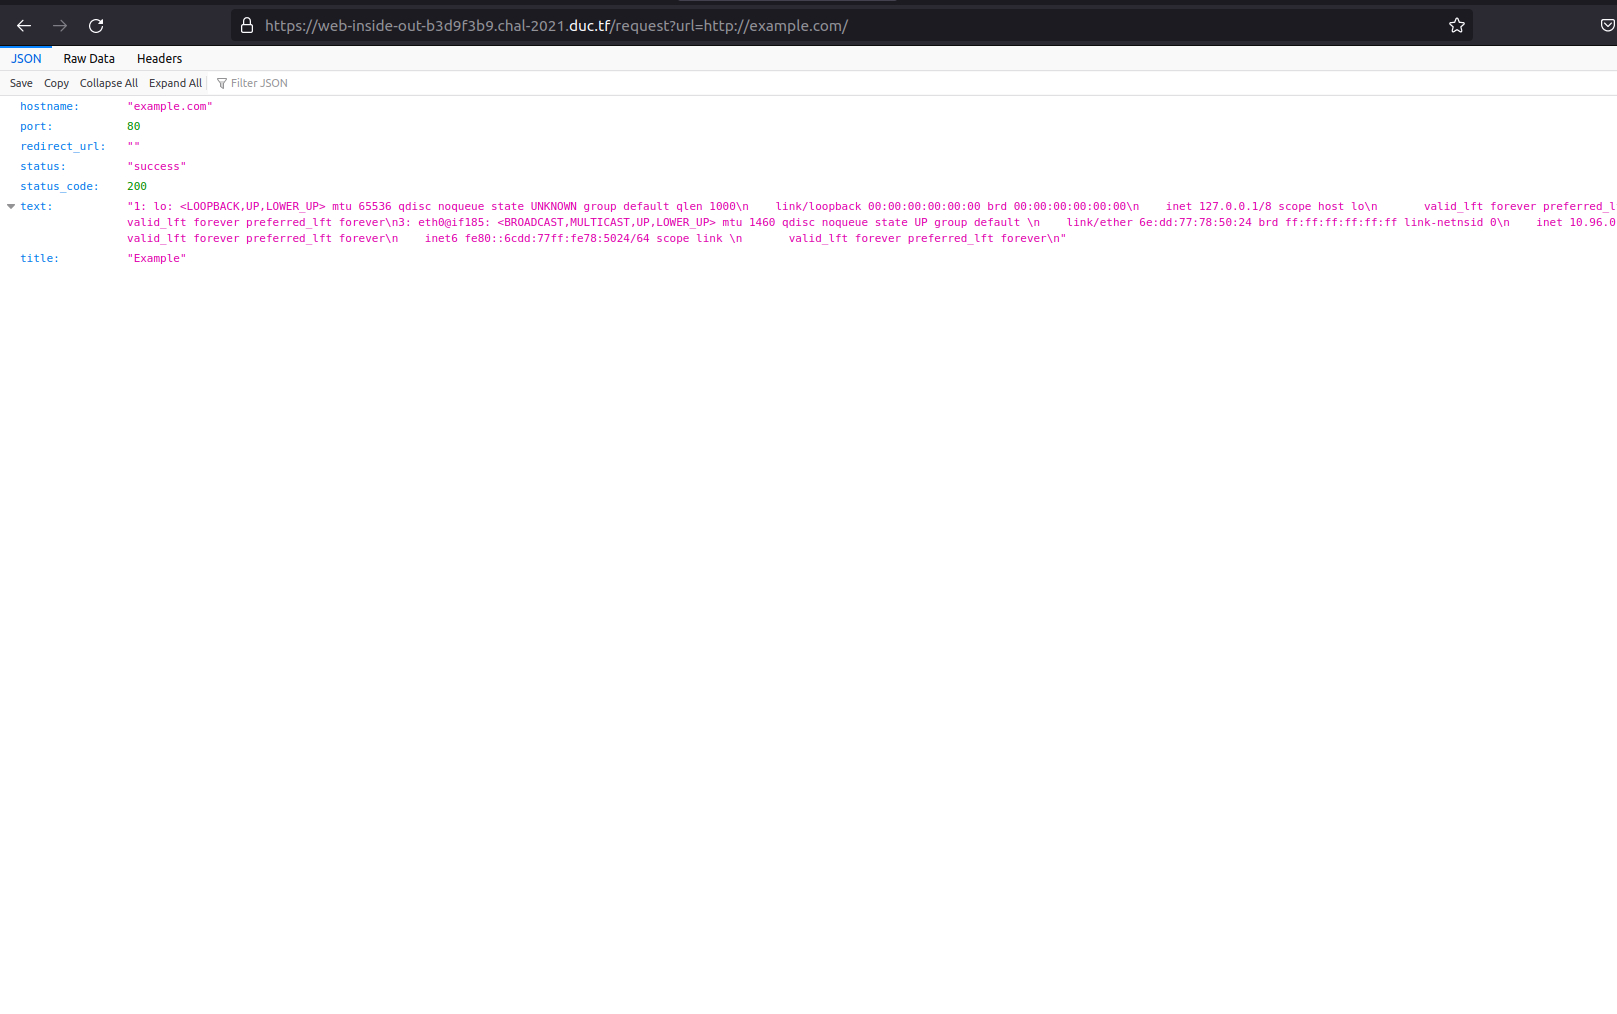 https://web-inside-out-b3d9f3b9.chal-2021.duc.tf/request?url=http://example.com/
JSON Raw Data Headers
Save Copy Collapse All Expand All Filter JSON
hostname: "example.com"
port: 80
redirect_url: ""
status: "success"
status_code: 200
text: "1: lo: <LOOPBACK,UP,LOWER_UP> mtu 65536 qdisc noqueue state UNKNOWN group default qlen 1000\n    link/loopback 00:00:00:00:00:00 brd 00:00:00:00:00:00\n    inet 127.0.0.1/8 scope host lo\n       valid_lft forever preferred_l
valid_lft forever preferred_lft forever\n3: eth0@if185: <BROADCAST,MULTICAST,UP,LOWER_UP> mtu 1460 qdisc noqueue state UP group default \n    link/ether 6e:dd:77:78:50:24 brd ff:ff:ff:ff:ff:ff link-netnsid 0\n    inet 10.96.0
valid_lft forever preferred_lft forever\n    inet6 fe80::6cdd:77ff:fe78:5024/64 scope link \n       valid_lft forever preferred_lft forever\n"
title: "Example"